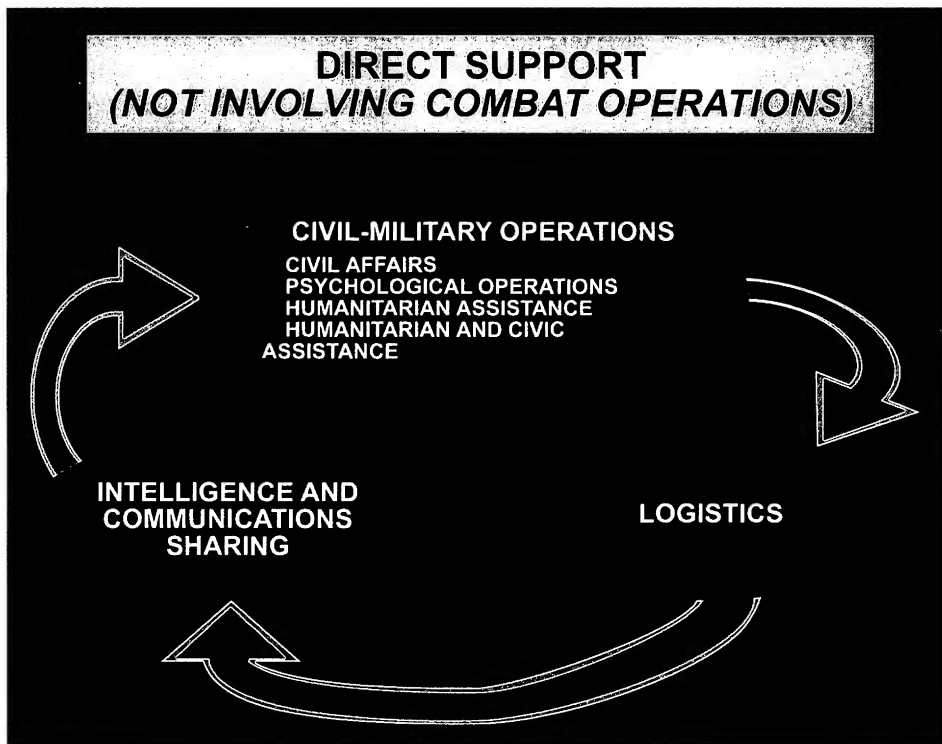 DIRECT SUPPORT
(NOT INVOLVING COMBAT OPERATIONS)
CIVIL-MILITARY OPERATIONS
CIVIL AFFAIRS
PSYCHOLOGICAL OPERATIONS
HUMANITARIAN ASSISTANCE
HUMANITARIAN AND CIVIC
ASSISTANCE
INTELLIGENCE AND
COMMUNICATIONS
SHARING
LOGISTICS